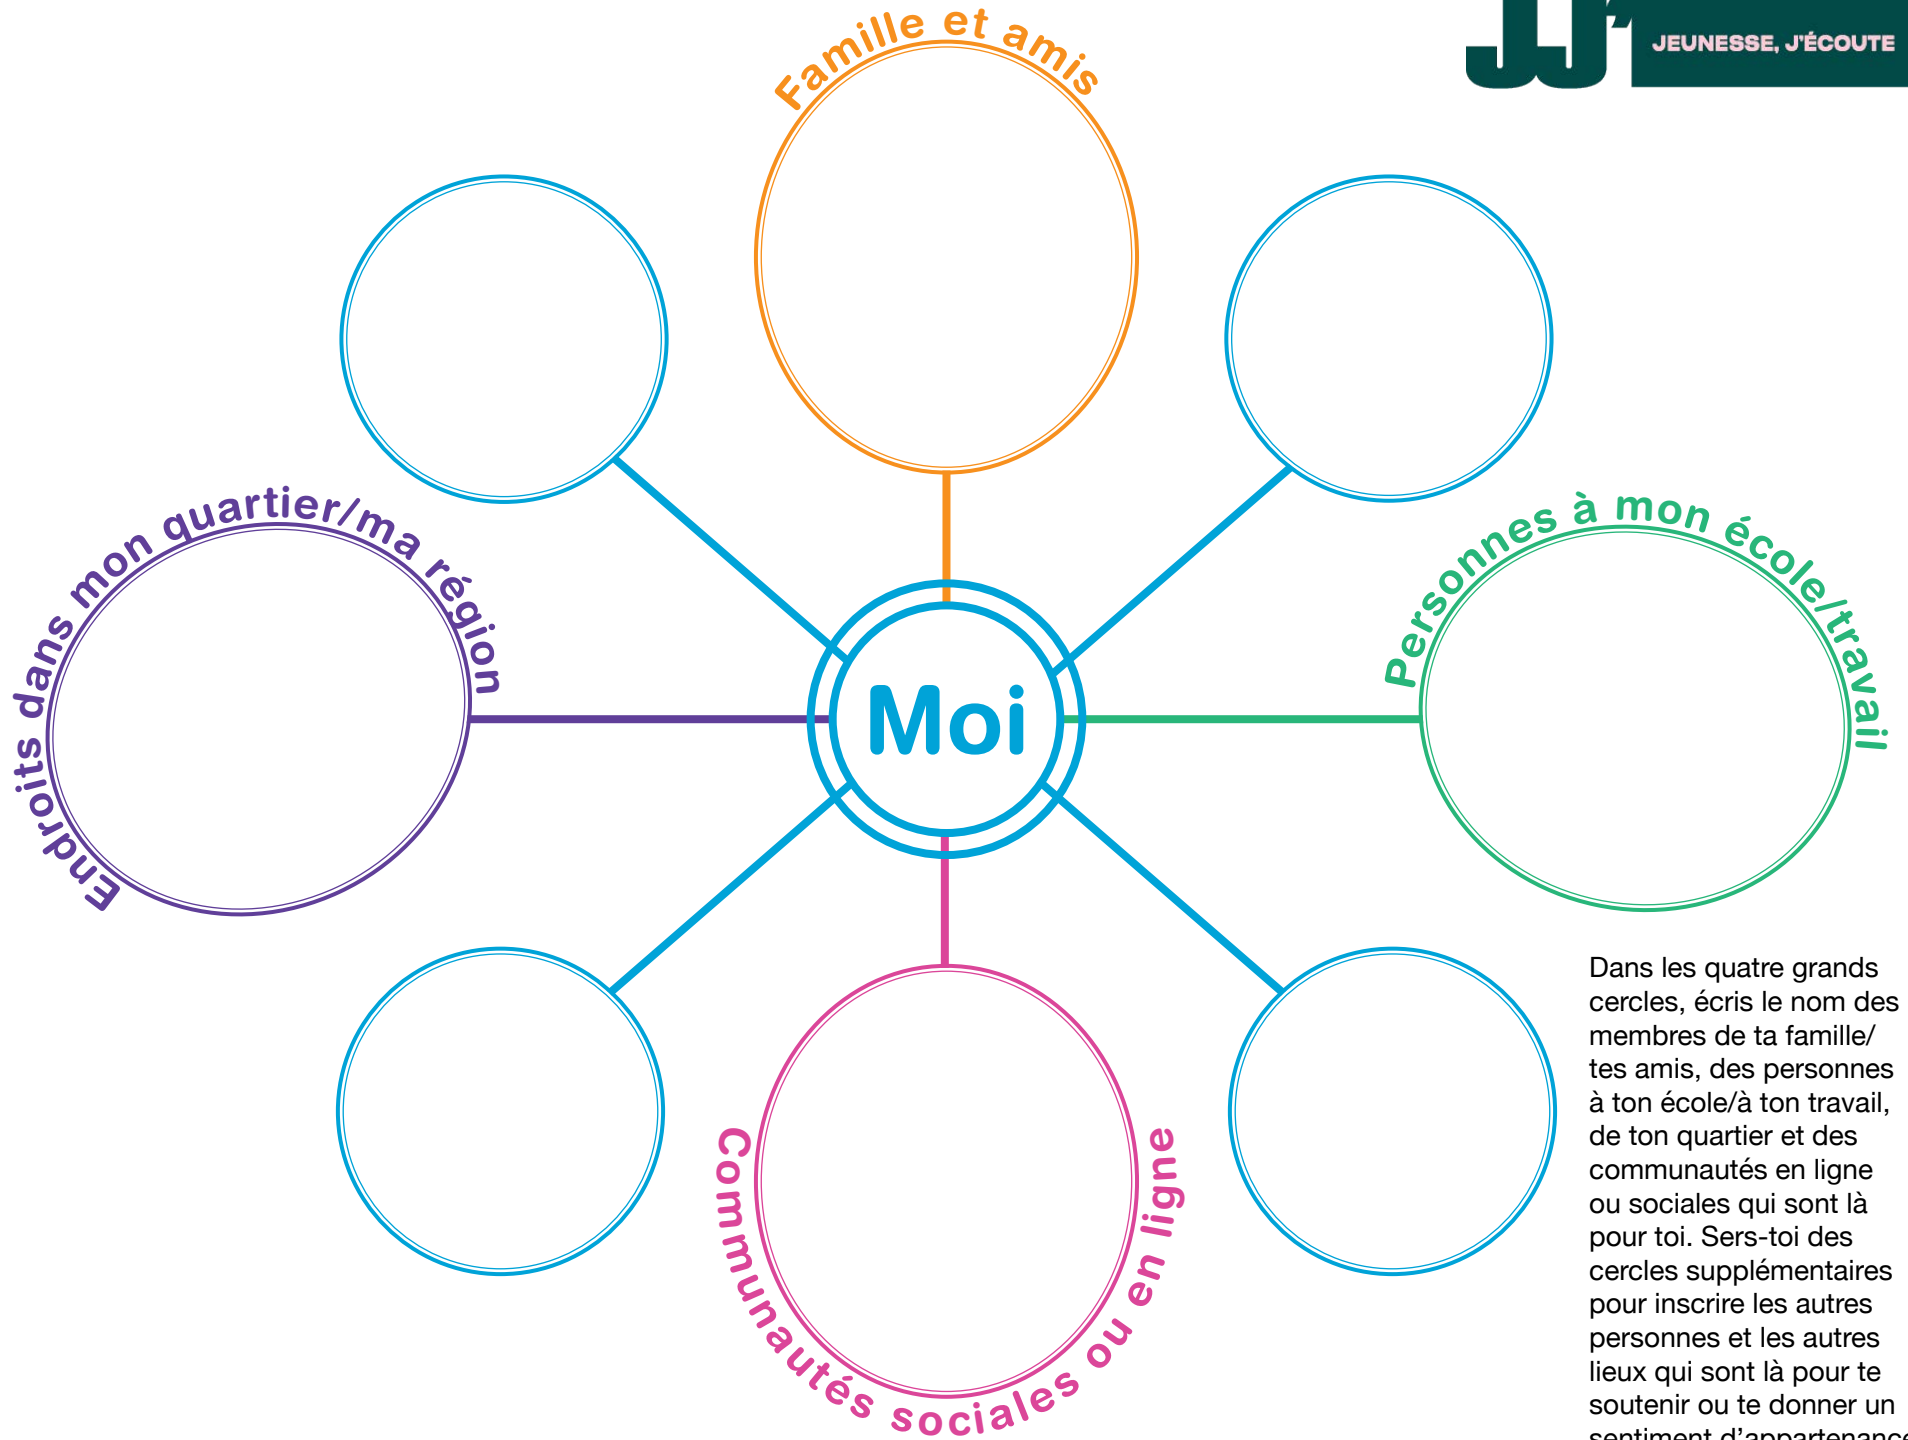 JJ’
JEUNESSE, J'ÉCOUTE
Famille et amis
Endroits dans mon quartier/ma région
Moi
Personnes à mon école/travail
Communautés sociales ou en ligne
Dans les quatre grands
cercles, écris le nom des
membres de ta famille/
tes amis, des personnes
à ton école/à ton travail,
de ton quartier et des
communautés en ligne
ou sociales qui sont là
pour toi. Sers-toi des
cercles supplémentaires
pour inscrire les autres
personnes et les autres
lieux qui sont là pour te
soutenir ou te donner un
sentiment d’appartenance